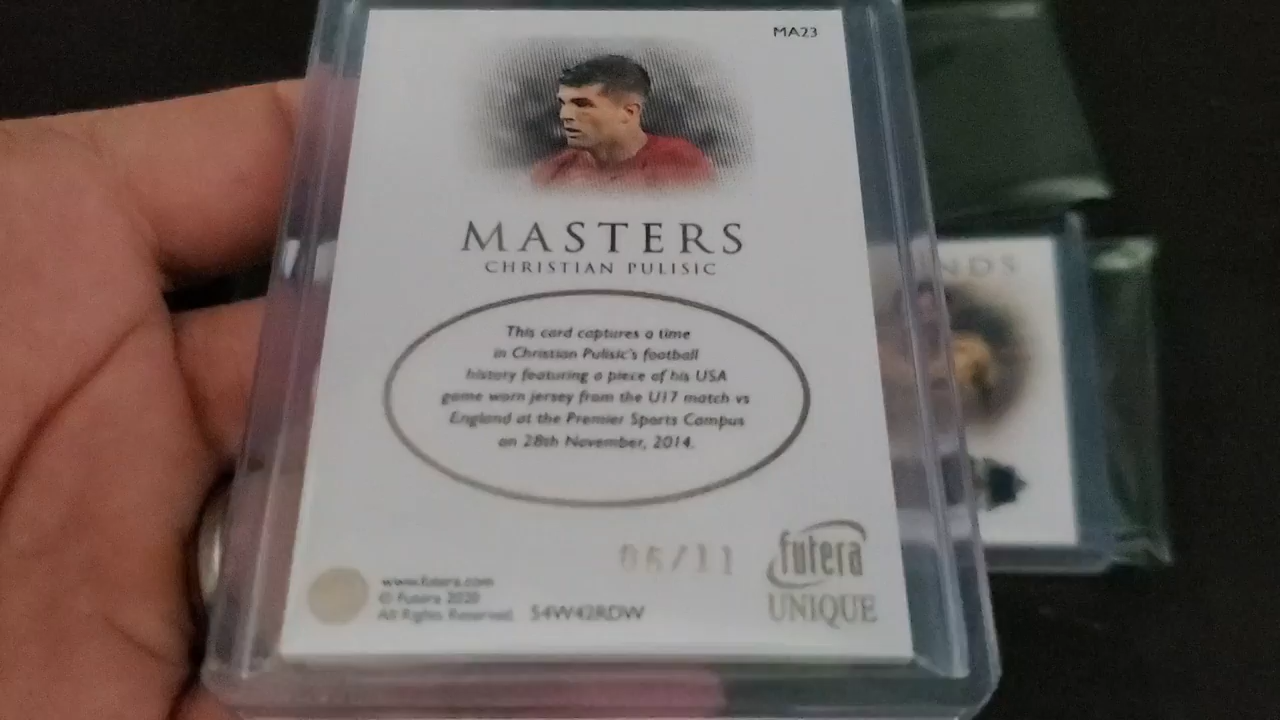 MA23
MASTERS
CHRISTIAN PULISIC
This card captures a time
in Christian Pulisic's football
history featuring a piece of his USA
game worn jersey from the U17 match vs
England at the Premier Sports Campus
on 28th November, 2014.
06/11
futera
UNIQUE
www.futera.com
© Futera 2020
All Rights Reserved.
S4W42RDW
NDS